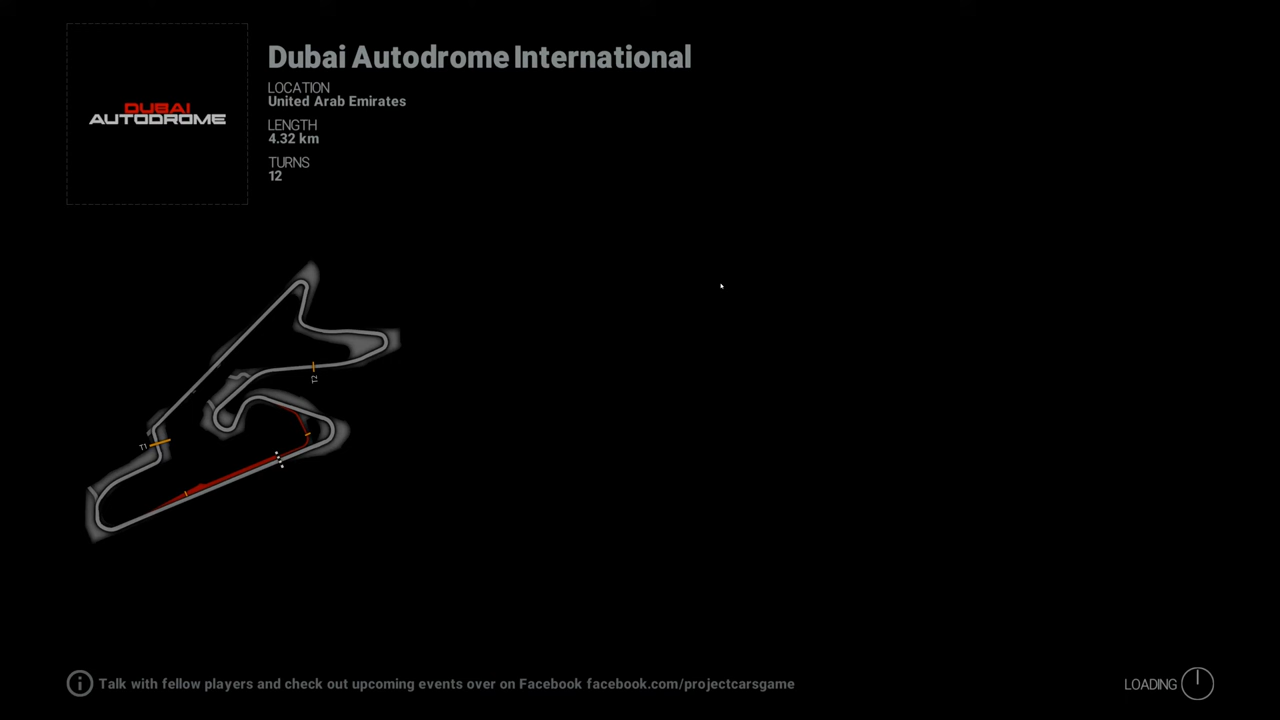 DUBAI
AUTODROME
Dubai Autodrome International
LOCATION
United Arab Emirates
LENGTH
4.32 km
TURNS
12
T1
T2
Talk with fellow players and check out upcoming events over on Facebook facebook.com/projectcarsgame
LOADING